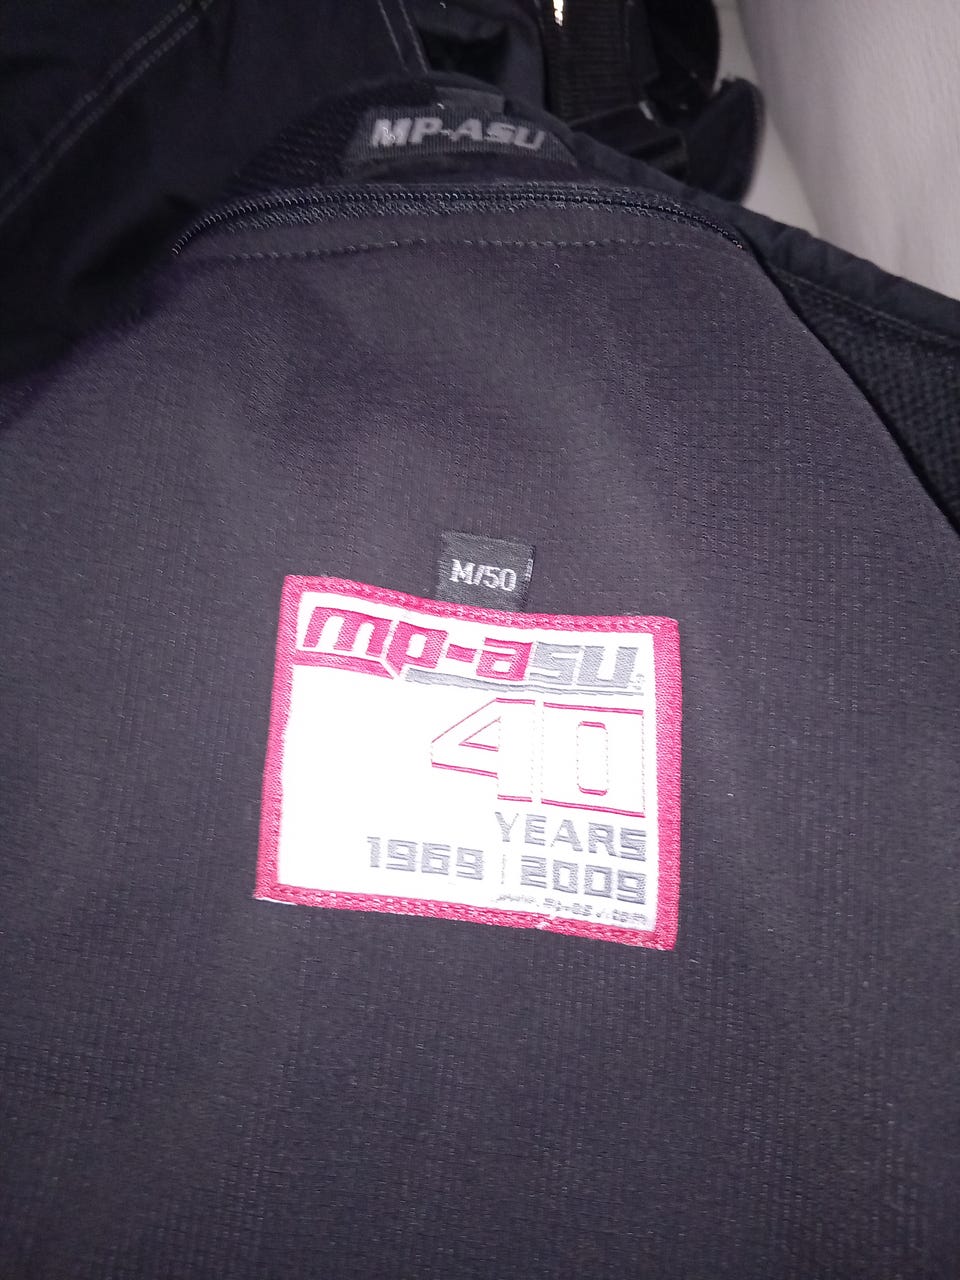 MP-ASU
M/50
mp-asu
40
YEARS
1969 | 2009